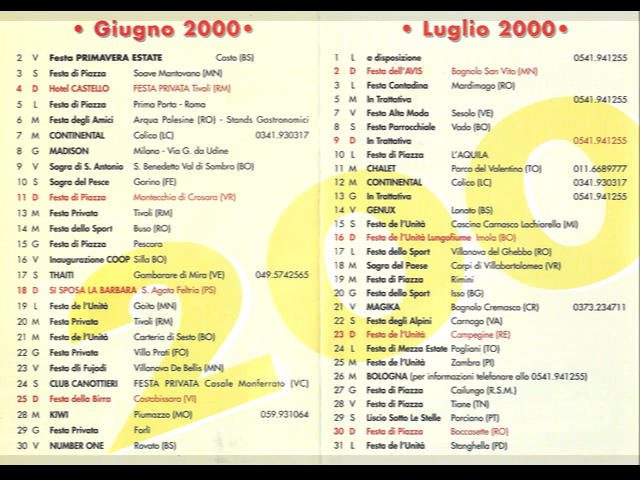 • Giugno 2000 •
2 V Festa PRIMAVERA ESTATE Casto (BS)
3 S Festa di Piazza Soave Mantovano (MN)
4 D Hotel CASTELLO FESTA PRIVATA Tivoli (RM)
5 L Festa di Piazza Prima Porta - Roma
6 M Festa degli Amici Arqua Polesine (RO) - Stands Gastronomici
7 M CONTINENTAL Colico (LC) 0341.930317
8 G MADISON Milano - Via G. da Udine
9 V Sagra di S. Antonio S. Benedetto Val di Sambro (BO)
10 S Sagra del Pesce Gorino (FE)
11 D Festa di Piazza Montecchia di Crosara (VR)
13 M Festa Privata Tivoli (RM)
14 M Festa dello Sport Buso (RO)
15 G Festa di Piazza Pescara
16 V Inaugurazione COOP Silla BO)
17 S THAITI Gambarare di Mira (VE) 049.5742565
18 D SI SPOSA LA BARBARA S. Agata Feltria (PS)
19 L Festa de l'Unità Goito (MN)
20 M Festa Privata Tivoli (RM)
21 M Festa de l'Unità Carteria di Sesto (BO)
22 G Festa Privata Villa Prati (FO)
23 V Festa dli Fujadi Villanova De Bellis (MN)
24 S CLUB CANOTTIERI FESTA PRIVATA Casale Monferrato (VC)
25 D Festa della Birra Costabissara (VI)
28 M KIWI Piumazzo (MO) 059.931064
29 G Festa Privata Forlì
30 V NUMBER ONE Rovato (BS)
• Luglio 2000 •
1 L a disposizione 0541.941255
2 D Festa dell'AVIS Bagnolo San Vito (MN)
3 L Festa Contadina Mardimago (RO)
5 M In Trattativa 0541.941255
7 V Festa Alta Moda Vesolo (VE)
8 S Festa Parrocchiale Vado (BO)
9 D In Trattativa 0541.941255
10 L Festa di Piazza L'AQUILA
11 M CHALET Parco del Valentino (TO) 011.6689777
12 M CONTINENTAL Colico (LC) 0341.930317
13 G In Trattativa 0541.941255
14 V GENUX Lonato (BS)
15 S Festa de l'Unità Cascina Carnasco Lachiarella (MI)
16 D Festa de l'Unità Lungofiume Imola (BO)
17 L Festa dello Sport Villanova del Ghebbo (RO)
18 M Sagra del Paese Carpi di Villabartolomea (VR)
19 M Festa di Piazza Rimini
20 G Festa dello Sport Isso (BG)
21 V MAGIKA Bagnolo Cremasco (CR) 0373.234711
22 S Festa degli Alpini Carnago (VA)
23 D Festa de l'Unità Campegine (RE)
24 L Festa di Mezza Estate Pogliani (TO)
25 M Festa de l'Unità Zambra (PI)
26 M BOLOGNA (per informazioni telefonare allo 0541.941255)
27 G Festa di Piazza Cailungo (R.S.M.)
28 V Festa di Piazza Tione (TN)
29 S Liscio Sotto Le Stelle Porciano (PT)
30 D Festa di Piazza Boccasette (RO)
31 L Festa de l'Unità Stanghella (PD)